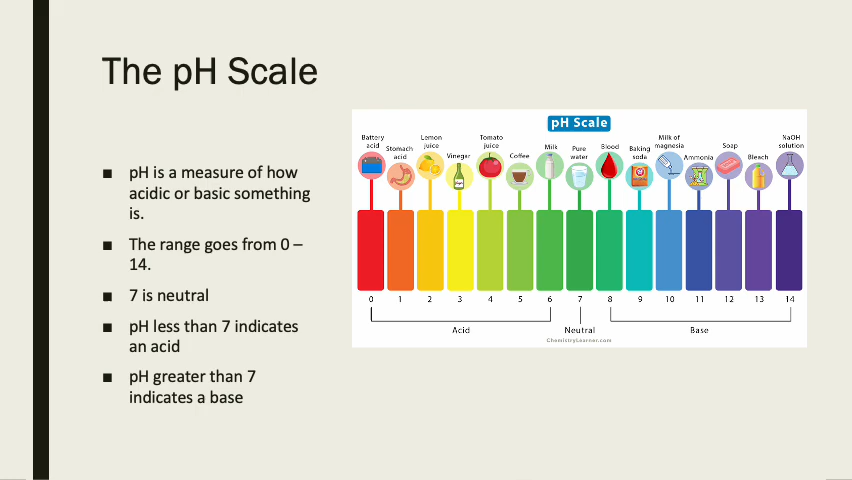 The pH Scale
■ pH is a measure of how
acidic or basic something
is.
■ The range goes from 0 –
14.
■ 7 is neutral
■ pH less than 7 indicates
an acid
■ pH greater than 7
indicates a base
pH Scale
Battery
acid
Stomach
acid
Lemon
juice
Vinegar
Tomato
juice
Coffee
Milk
Pure
water
Blood
Baking
soda
Milk of
magnesia
Ammonia
Soap
Bleach
NaOH
solution
0 1 2 3 4 5 6 7 8 9 10 11 12 13 14
Acid Neutral Base
ChemistryLearner.com